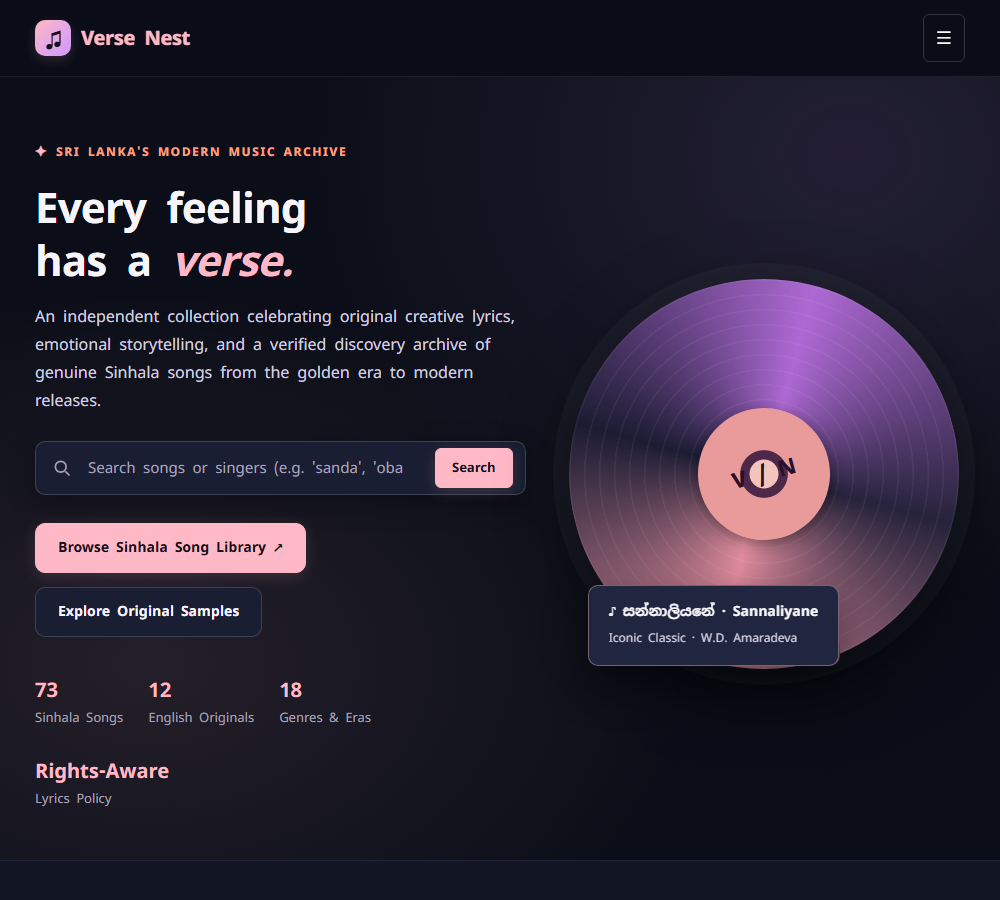 Verse Nest
☰
✦ SRI LANKA'S MODERN MUSIC ARCHIVE
Every feeling
has a verse.
An independent collection celebrating original creative lyrics,
emotional storytelling, and a verified discovery archive of
genuine Sinhala songs from the golden era to modern
releases.
Search songs or singers (e.g. 'sanda', 'oba
Search
Browse Sinhala Song Library ↗
Explore Original Samples
73
Sinhala Songs
12
English Originals
18
Genres & Eras
Rights-Aware
Lyrics Policy
V I N
♪ සන්නාලියනේ · Sannaliyane
Iconic Classic · W.D. Amaradeva